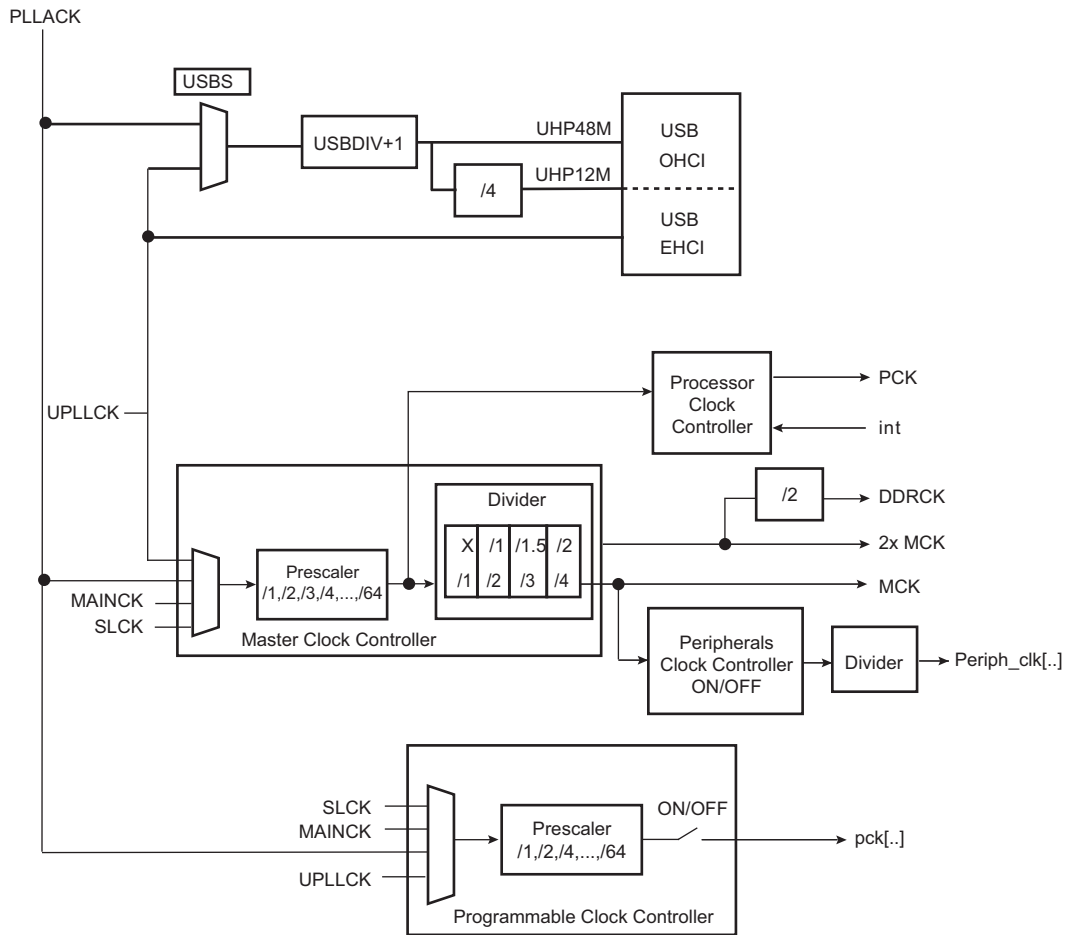 PLLACK
USBS
USBDIV+1
UHP48M
USB
OHCI
/4
UHP12M
USB
EHCI
UPLLCK
Processor
Clock
Controller
PCK
int
Divider
X /1 /1.5 /2
/1 /2 /3 /4
/2
DDRCK
2x MCK
MCK
Prescaler
/1,/2,/3,/4,...,/64
MAINCK
SLCK
Master Clock Controller
Peripherals
Clock Controller
ON/OFF
Divider
Periph_clk[..]
SLCK
MAINCK
UPLLCK
Prescaler
/1,/2,/4,...,/64
ON/OFF
pck[..]
Programmable Clock Controller